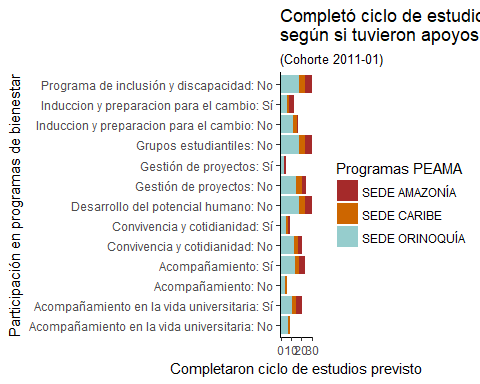 Completó ciclo de estudio
según si tuvieron apoyos
(Cohorte 2011-01)
Participación en programas de bienestar
Programa de inclusión y discapacidad: No
Induccion y preparacion para el cambio: Sí
Induccion y preparacion para el cambio: No
Grupos estudiantiles: No
Gestión de proyectos: Sí
Gestión de proyectos: No
Desarrollo del potencial humano: No
Convivencia y cotidianidad: Sí
Convivencia y cotidianidad: No
Acompañamiento: Sí
Acompañamiento: No
Acompañamiento en la vida universitaria: Sí
Acompañamiento en la vida universitaria: No
0 10 20 30
Completaron ciclo de estudios previsto
Programas PEAMA
SEDE AMAZONÍA
SEDE CARIBE
SEDE ORINOQUÍA